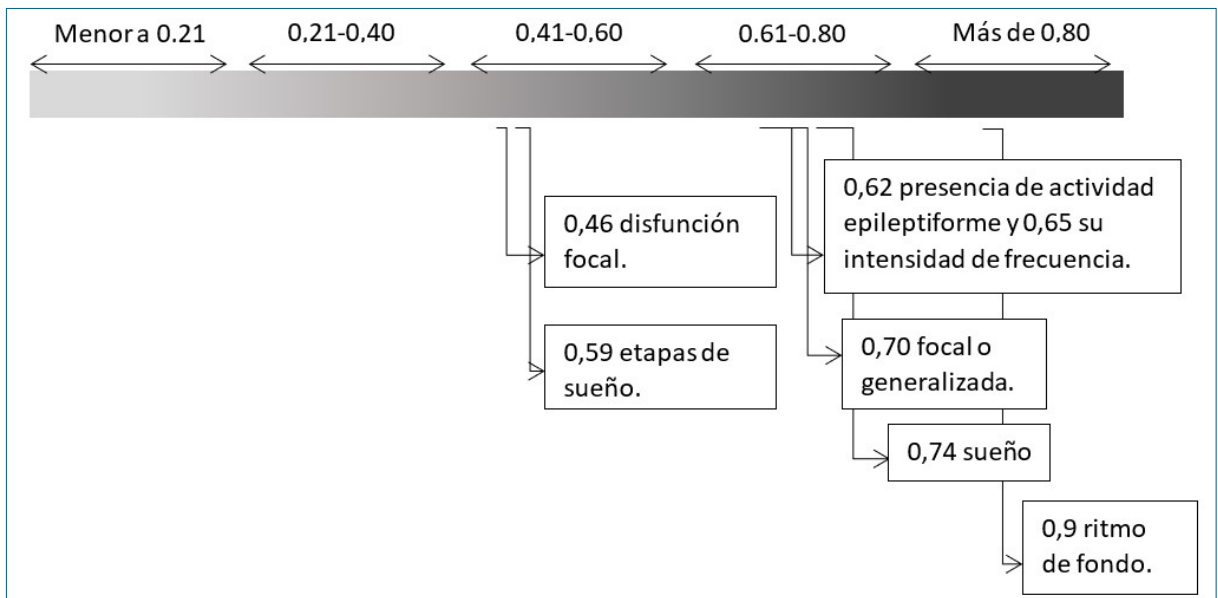 Menor a 0.21
0,21-0,40
0,41-0,60
0.61-0.80
Más de 0,80
0,46 disfunción
focal.
0,59 etapas de
sueño.
0,62 presencia de actividad
epileptiforme y 0,65 su
intensidad de frecuencia.
0,70 focal o
generalizada.
0,74 sueño
0,9 ritmo
de fondo.